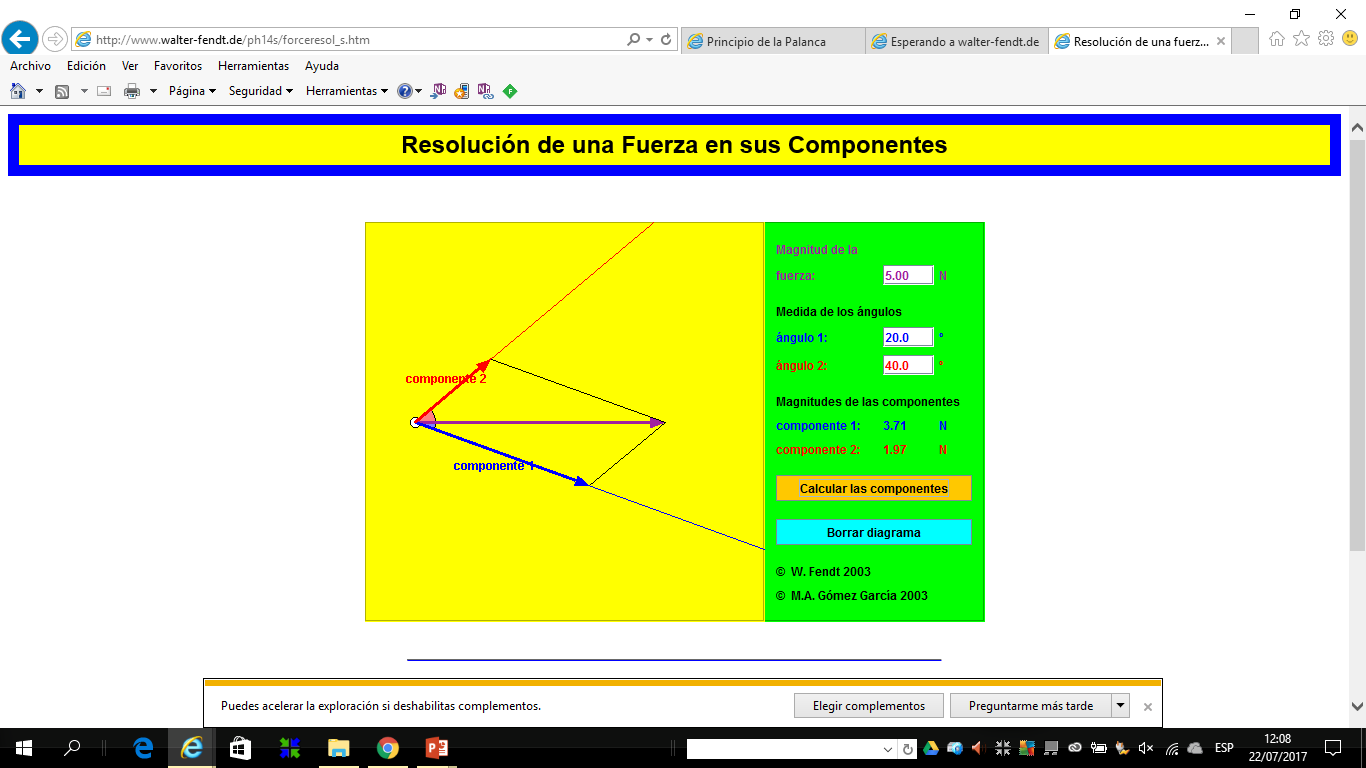 http://www.walter-fendt.de/ph14s/forceresol_s.htm
Principio de la Palanca
Esperando a walter-fendt.de
Resolución de una fuerz...
Archivo Edición Ver Favoritos Herramientas Ayuda
Página Seguridad Herramientas
Resolución de una Fuerza en sus Componentes
componente 2
componente 1
Magnitud de la
fuerza: 5.00 N
Medida de los ángulos
ángulo 1: 20.0 °
ángulo 2: 40.0 °
Magnitudes de las componentes
componente 1: 3.71 N
componente 2: 1.97 N
Calcular las componentes
Borrar diagrama
© W. Fendt 2003
© M.A. Gómez García 2003
Puedes acelerar la exploración si deshabilitas complementos.
Elegir complementos
Preguntarme más tarde
ESP
12:08
22/07/2017